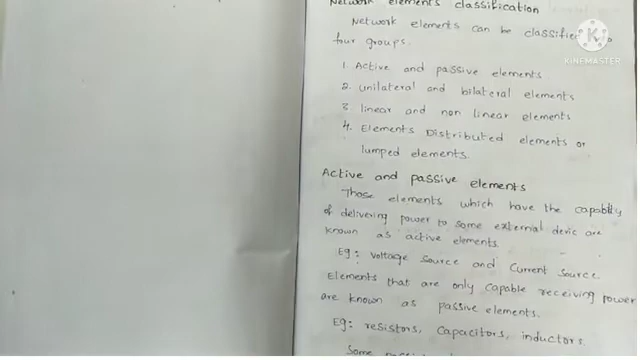 Network elements classification
Network elements can be classified
four groups.
1. Active and passive elements
2. unilateral and bilateral elements
3. linear and non linear elements
4. Elements Distributed elements or
lumped elements.
Active and passive elements
Those elements which have the capability
of delivering power to some external devic are
known as active elements.
Eg: Voltage source and Current source.
Elements that are only capable receiving power
are known as passive elements.
Eg: resistors, capacitors, inductors.
Some
KINEMASTER